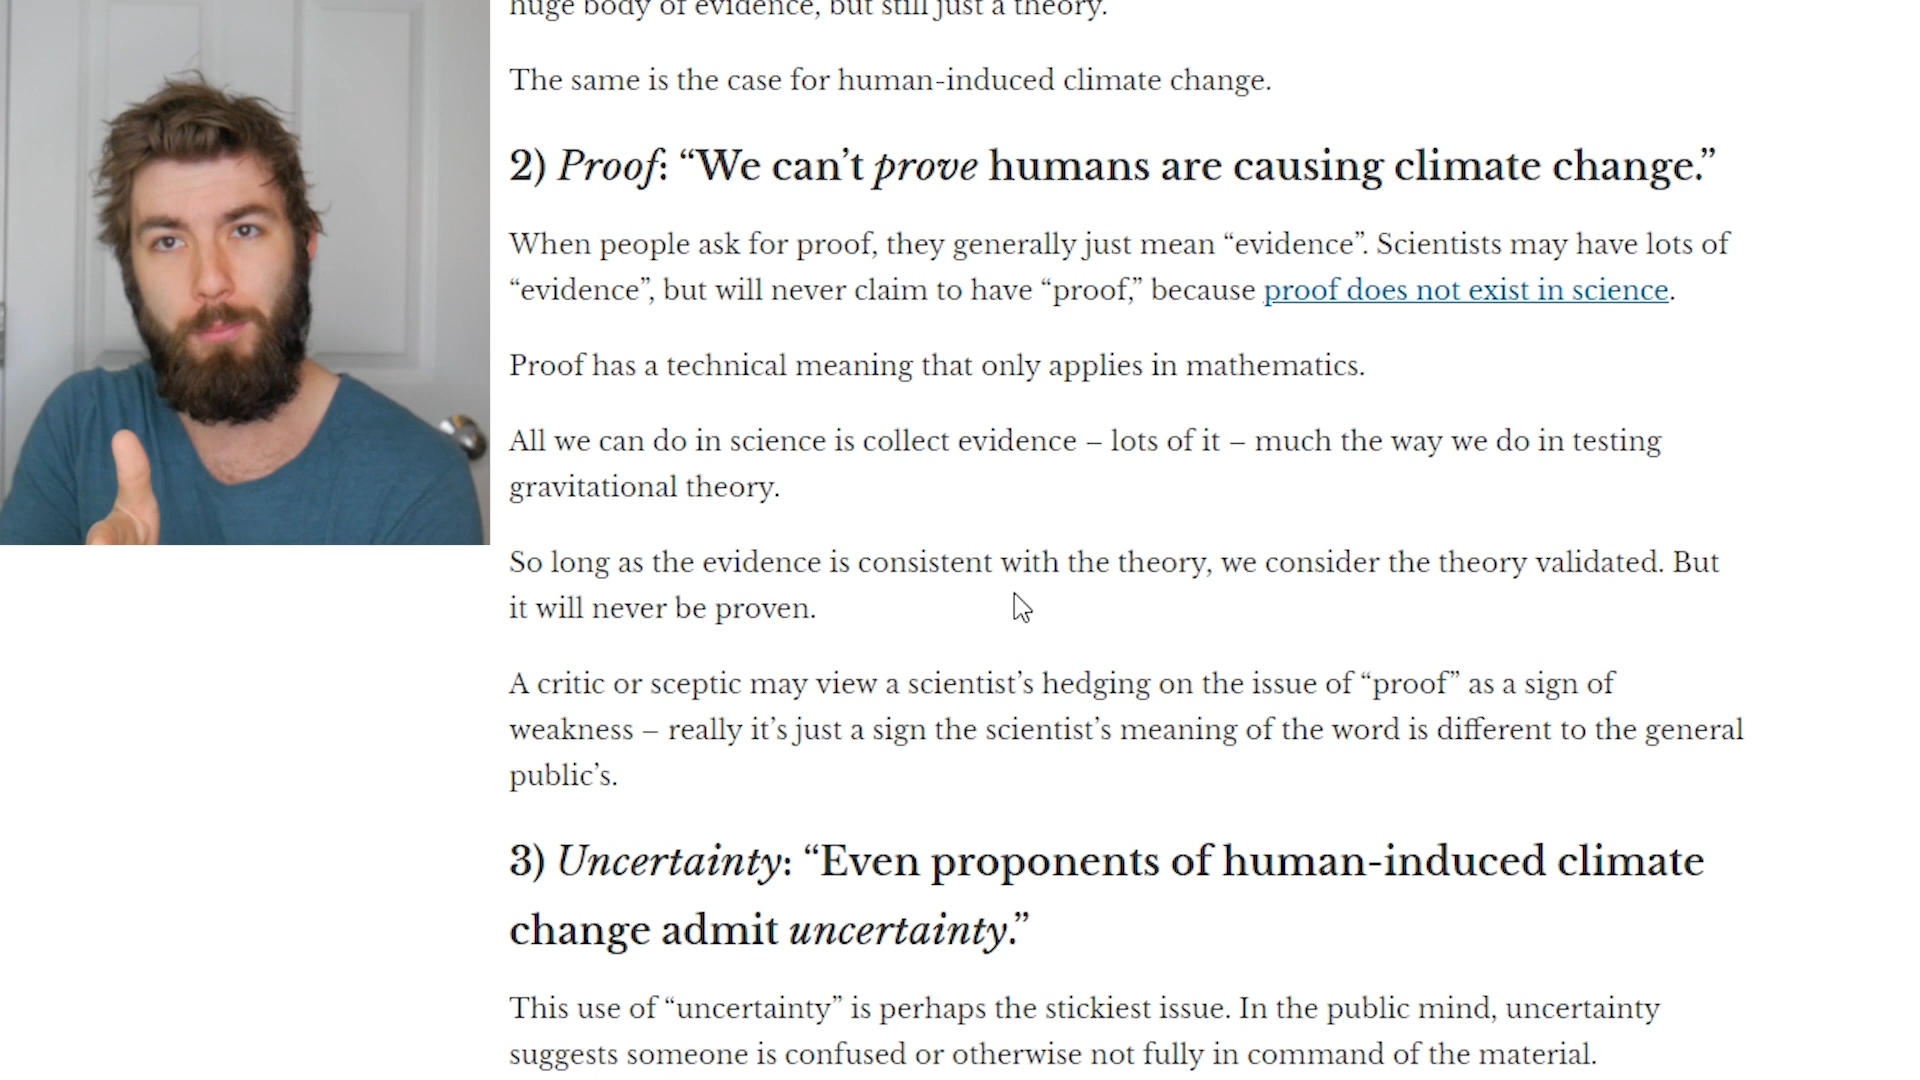 huge body of evidence, but still just a theory.
The same is the case for human-induced climate change.
2) Proof: “We can’t prove humans are causing climate change.”
When people ask for proof, they generally just mean “evidence”. Scientists may have lots of
“evidence”, but will never claim to have “proof,” because proof does not exist in science.
Proof has a technical meaning that only applies in mathematics.
All we can do in science is collect evidence – lots of it – much the way we do in testing
gravitational theory.
So long as the evidence is consistent with the theory, we consider the theory validated. But
it will never be proven.
A critic or sceptic may view a scientist’s hedging on the issue of “proof” as a sign of
weakness – really it’s just a sign the scientist’s meaning of the word is different to the general
public’s.
3) Uncertainty: “Even proponents of human-induced climate
change admit uncertainty.”
This use of “uncertainty” is perhaps the stickiest issue. In the public mind, uncertainty
suggests someone is confused or otherwise not fully in command of the material.